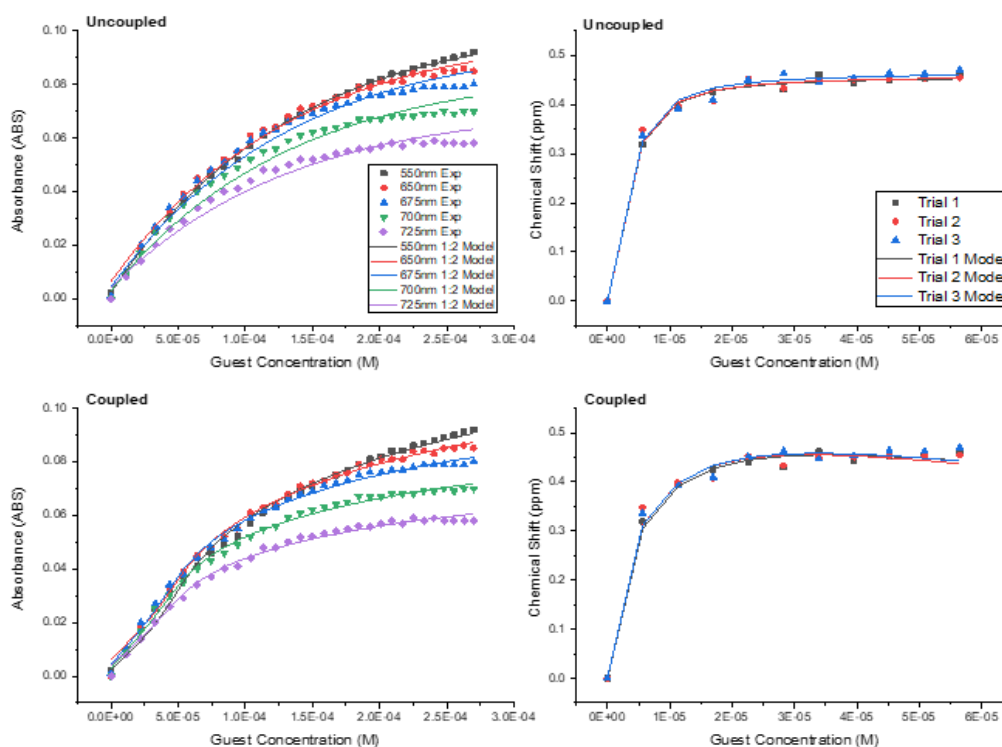 Uncoupled
0.10
0.08
0.06
0.04
0.02
0.00
Absorbance (ABS)
550nm Exp
650nm Exp
675nm Exp
700nm Exp
725nm Exp
550nm 1:2 Model
650nm 1:2 Model
675nm 1:2 Model
700nm 1:2 Model
725nm 1:2 Model
0.0E+00 5.0E-05 1.0E-04 1.5E-04 2.0E-04 2.5E-04 3.0E-04
Guest Concentration (M)
Uncoupled
0.5
0.4
0.3
0.2
0.1
0.0
Chemical Shift (ppm)
Trial 1
Trial 2
Trial 3
Trial 1 Model
Trial 2 Model
Trial 3 Model
0E+00 1E-05 2E-05 3E-05 4E-05 5E-05 6E-05
Guest Concentration (M)
Coupled
0.10
0.08
0.06
0.04
0.02
0.00
Absorbance (ABS)
0.0E+00 5.0E-05 1.0E-04 1.5E-04 2.0E-04 2.5E-04 3.0E-04
Guest Concentration (M)
Coupled
0.5
0.4
0.3
0.2
0.1
0.0
Chemical Shift (ppm)
0E+00 1E-05 2E-05 3E-05 4E-05 5E-05 6E-05
Guest Concentration (M)